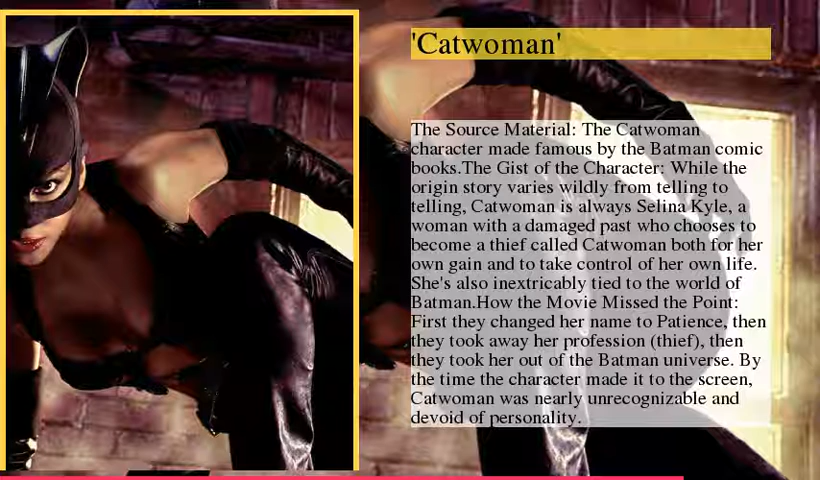 'Catwoman'
The Source Material: The Catwoman
character made famous by the Batman comic
books.The Gist of the Character: While the
origin story varies wildly from telling to
telling, Catwoman is always Selina Kyle, a
woman with a damaged past who chooses to
become a thief called Catwoman both for her
own gain and to take control of her own life.
She's also inextricably tied to the world of
Batman.How the Movie Missed the Point:
First they changed her name to Patience, then
they took away her profession (thief), then
they took her out of the Batman universe. By
the time the character made it to the screen,
Catwoman was nearly unrecognizable and
devoid of personality.